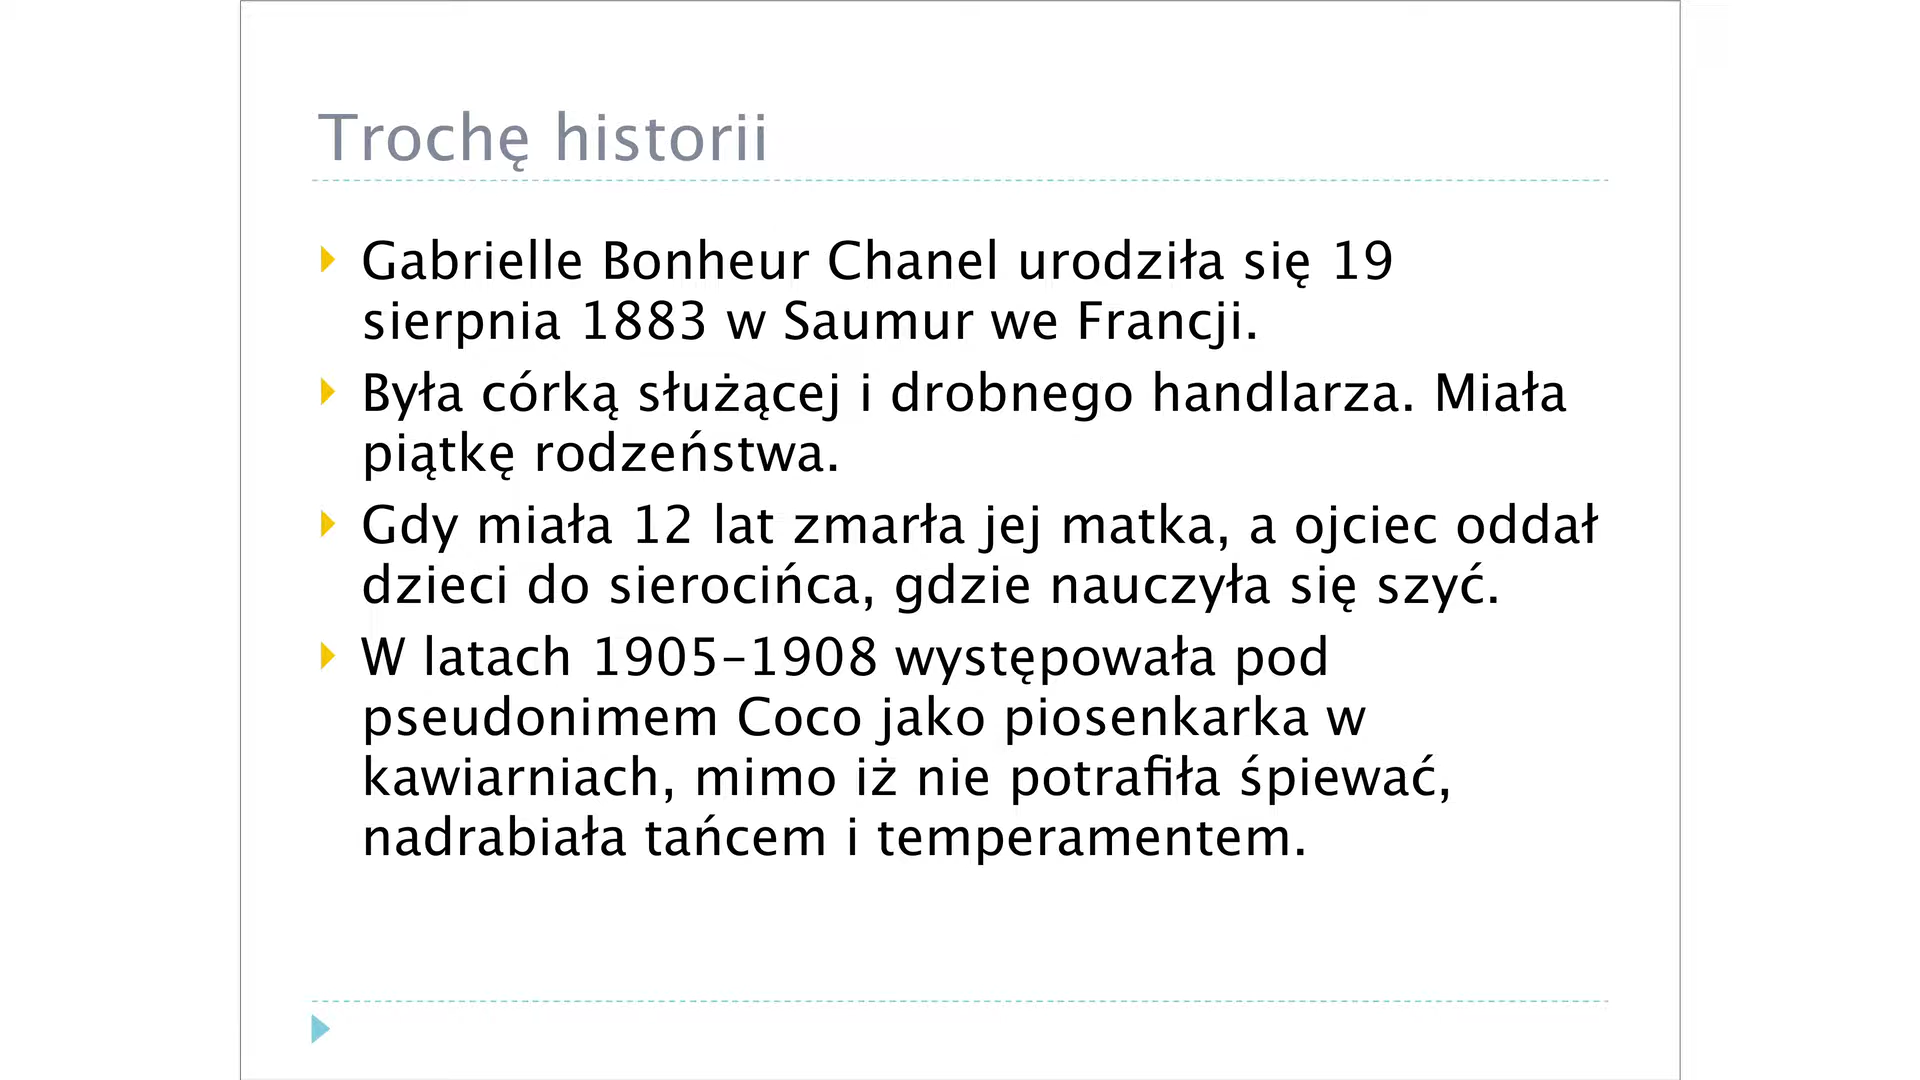 Trochę historii
Gabrielle Bonheur Chanel urodziła się 19
sierpnia 1883 w Saumur we Francji.
Była córką służącej i drobnego handlarza. Miała
piątkę rodzeństwa.
Gdy miała 12 lat zmarła jej matka, a ojciec oddał
dzieci do sierocińca, gdzie nauczyła się szyć.
W latach 1905–1908 występowała pod
pseudonimem Coco jako piosenkarka w
kawiarniach, mimo iż nie potrafiła śpiewać,
nadrabiała tańcem i temperamentem.